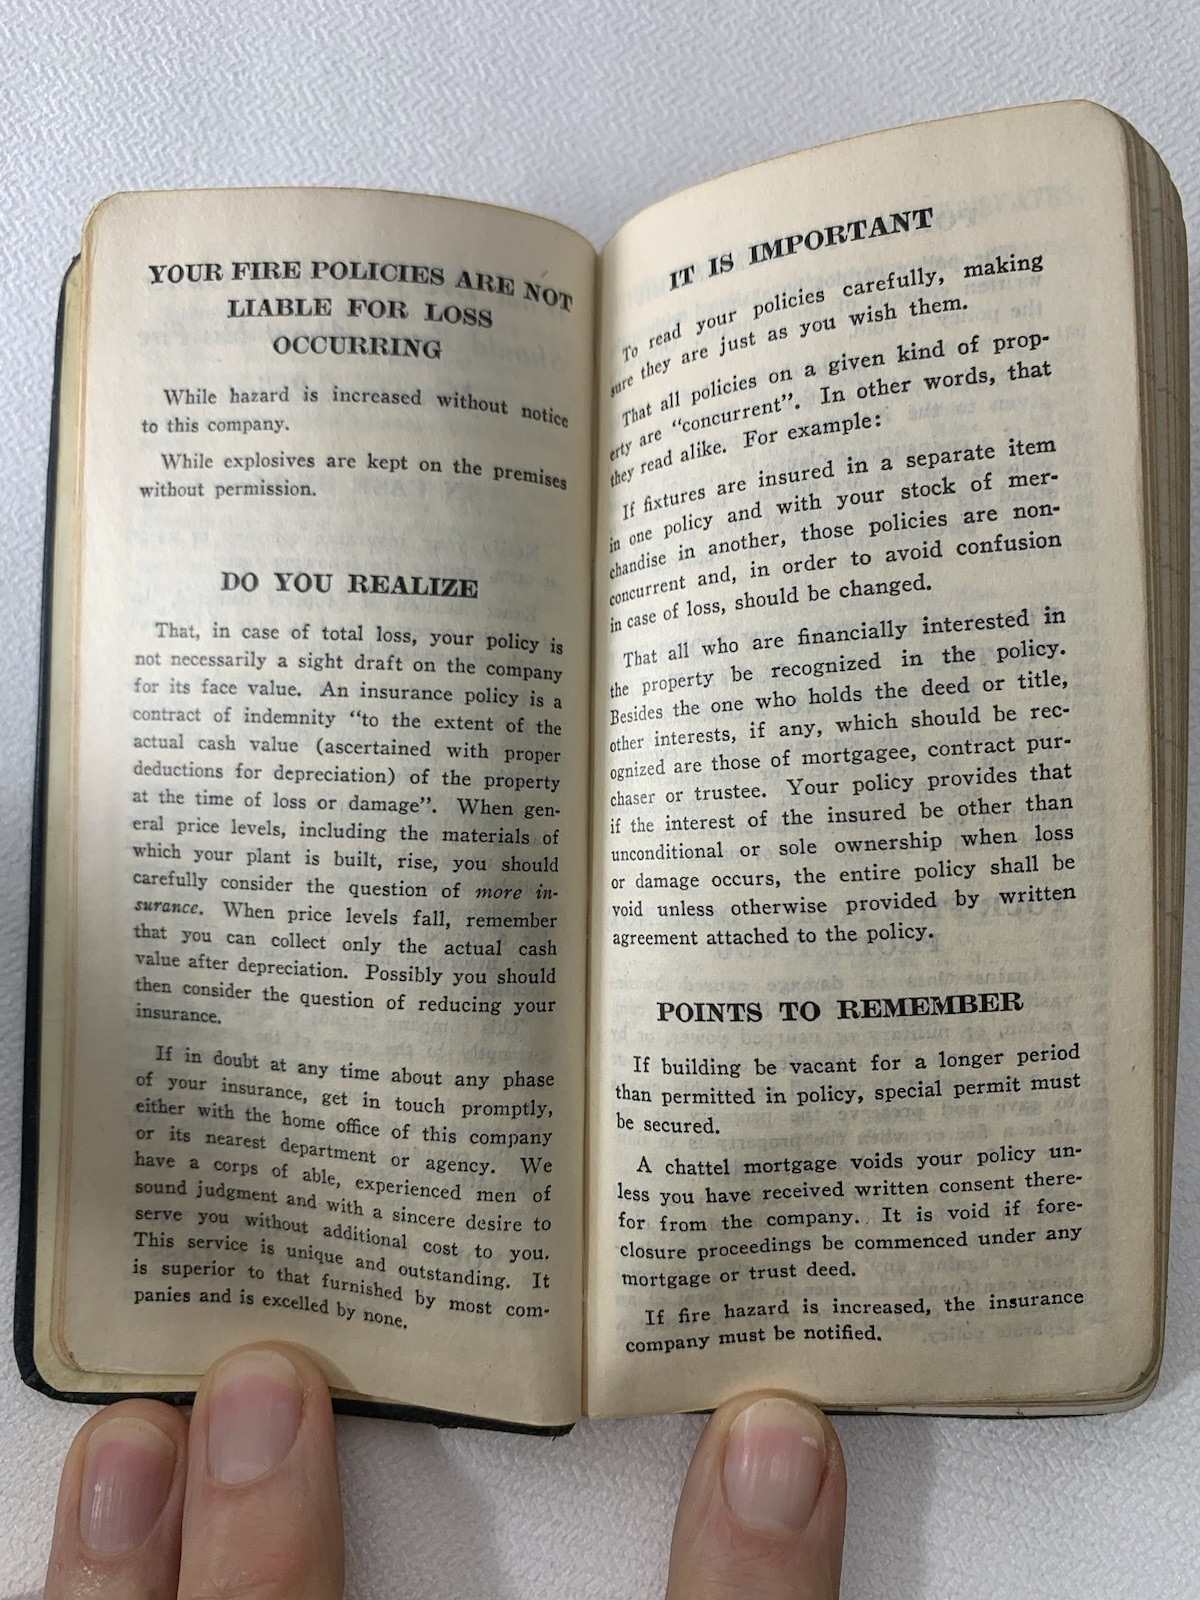 YOUR FIRE POLICIES ARE NOT
LIABLE FOR LOSS
OCCURRING
While hazard is increased without notice
to this company.
While explosives are kept on the premises
without permission.
DO YOU REALIZE
That, in case of total loss, your policy is
not necessarily a sight draft on the company
for its face value. An insurance policy is a
contract of indemnity "to the extent of the
actual cash value (ascertained with proper
deductions for depreciation) of the property
at the time of loss or damage". When gen-
eral price levels, including the materials of
which your plant is built, rise, you should
carefully consider the question of more in-
surance. When price levels fall, remember
that you can collect only the actual cash
value after depreciation. Possibly you should
then consider the question of reducing your
insurance.
If in doubt at any time about any phase
of your insurance, get in touch promptly,
either with the home office of this company
or its nearest department or agency. We
have a corps of able, experienced men of
sound judgment and with a sincere desire to
serve you without additional cost to you.
This service is unique and outstanding. It
is superior to that furnished by most com-
panies and is excelled by none.
IT IS IMPORTANT
To read your policies carefully, making
sure they are just as you wish them.
That all policies on a given kind of prop-
erty are "concurrent". In other words, that
they read alike. For example:
If fixtures are insured in a separate item
in one policy and with your stock of mer-
chandise in another, those policies are non-
concurrent and, in order to avoid confusion
in case of loss, should be changed.
That all who are financially interested in
the property be recognized in the policy.
Besides the one who holds the deed or title,
other interests, if any, which should be rec-
ognized are those of mortgagee, contract pur-
chaser or trustee. Your policy provides that
if the interest of the insured be other than
unconditional or sole ownership when loss
or damage occurs, the entire policy shall be
void unless otherwise provided by written
agreement attached to the policy.
POINTS TO REMEMBER
If building be vacant for a longer period
than permitted in policy, special permit must
be secured.
A chattel mortgage voids your policy un-
less you have received written consent there-
for from the company. It is void if fore-
closure proceedings be commenced under any
mortgage or trust deed.
If fire hazard is increased, the insurance
company must be notified.